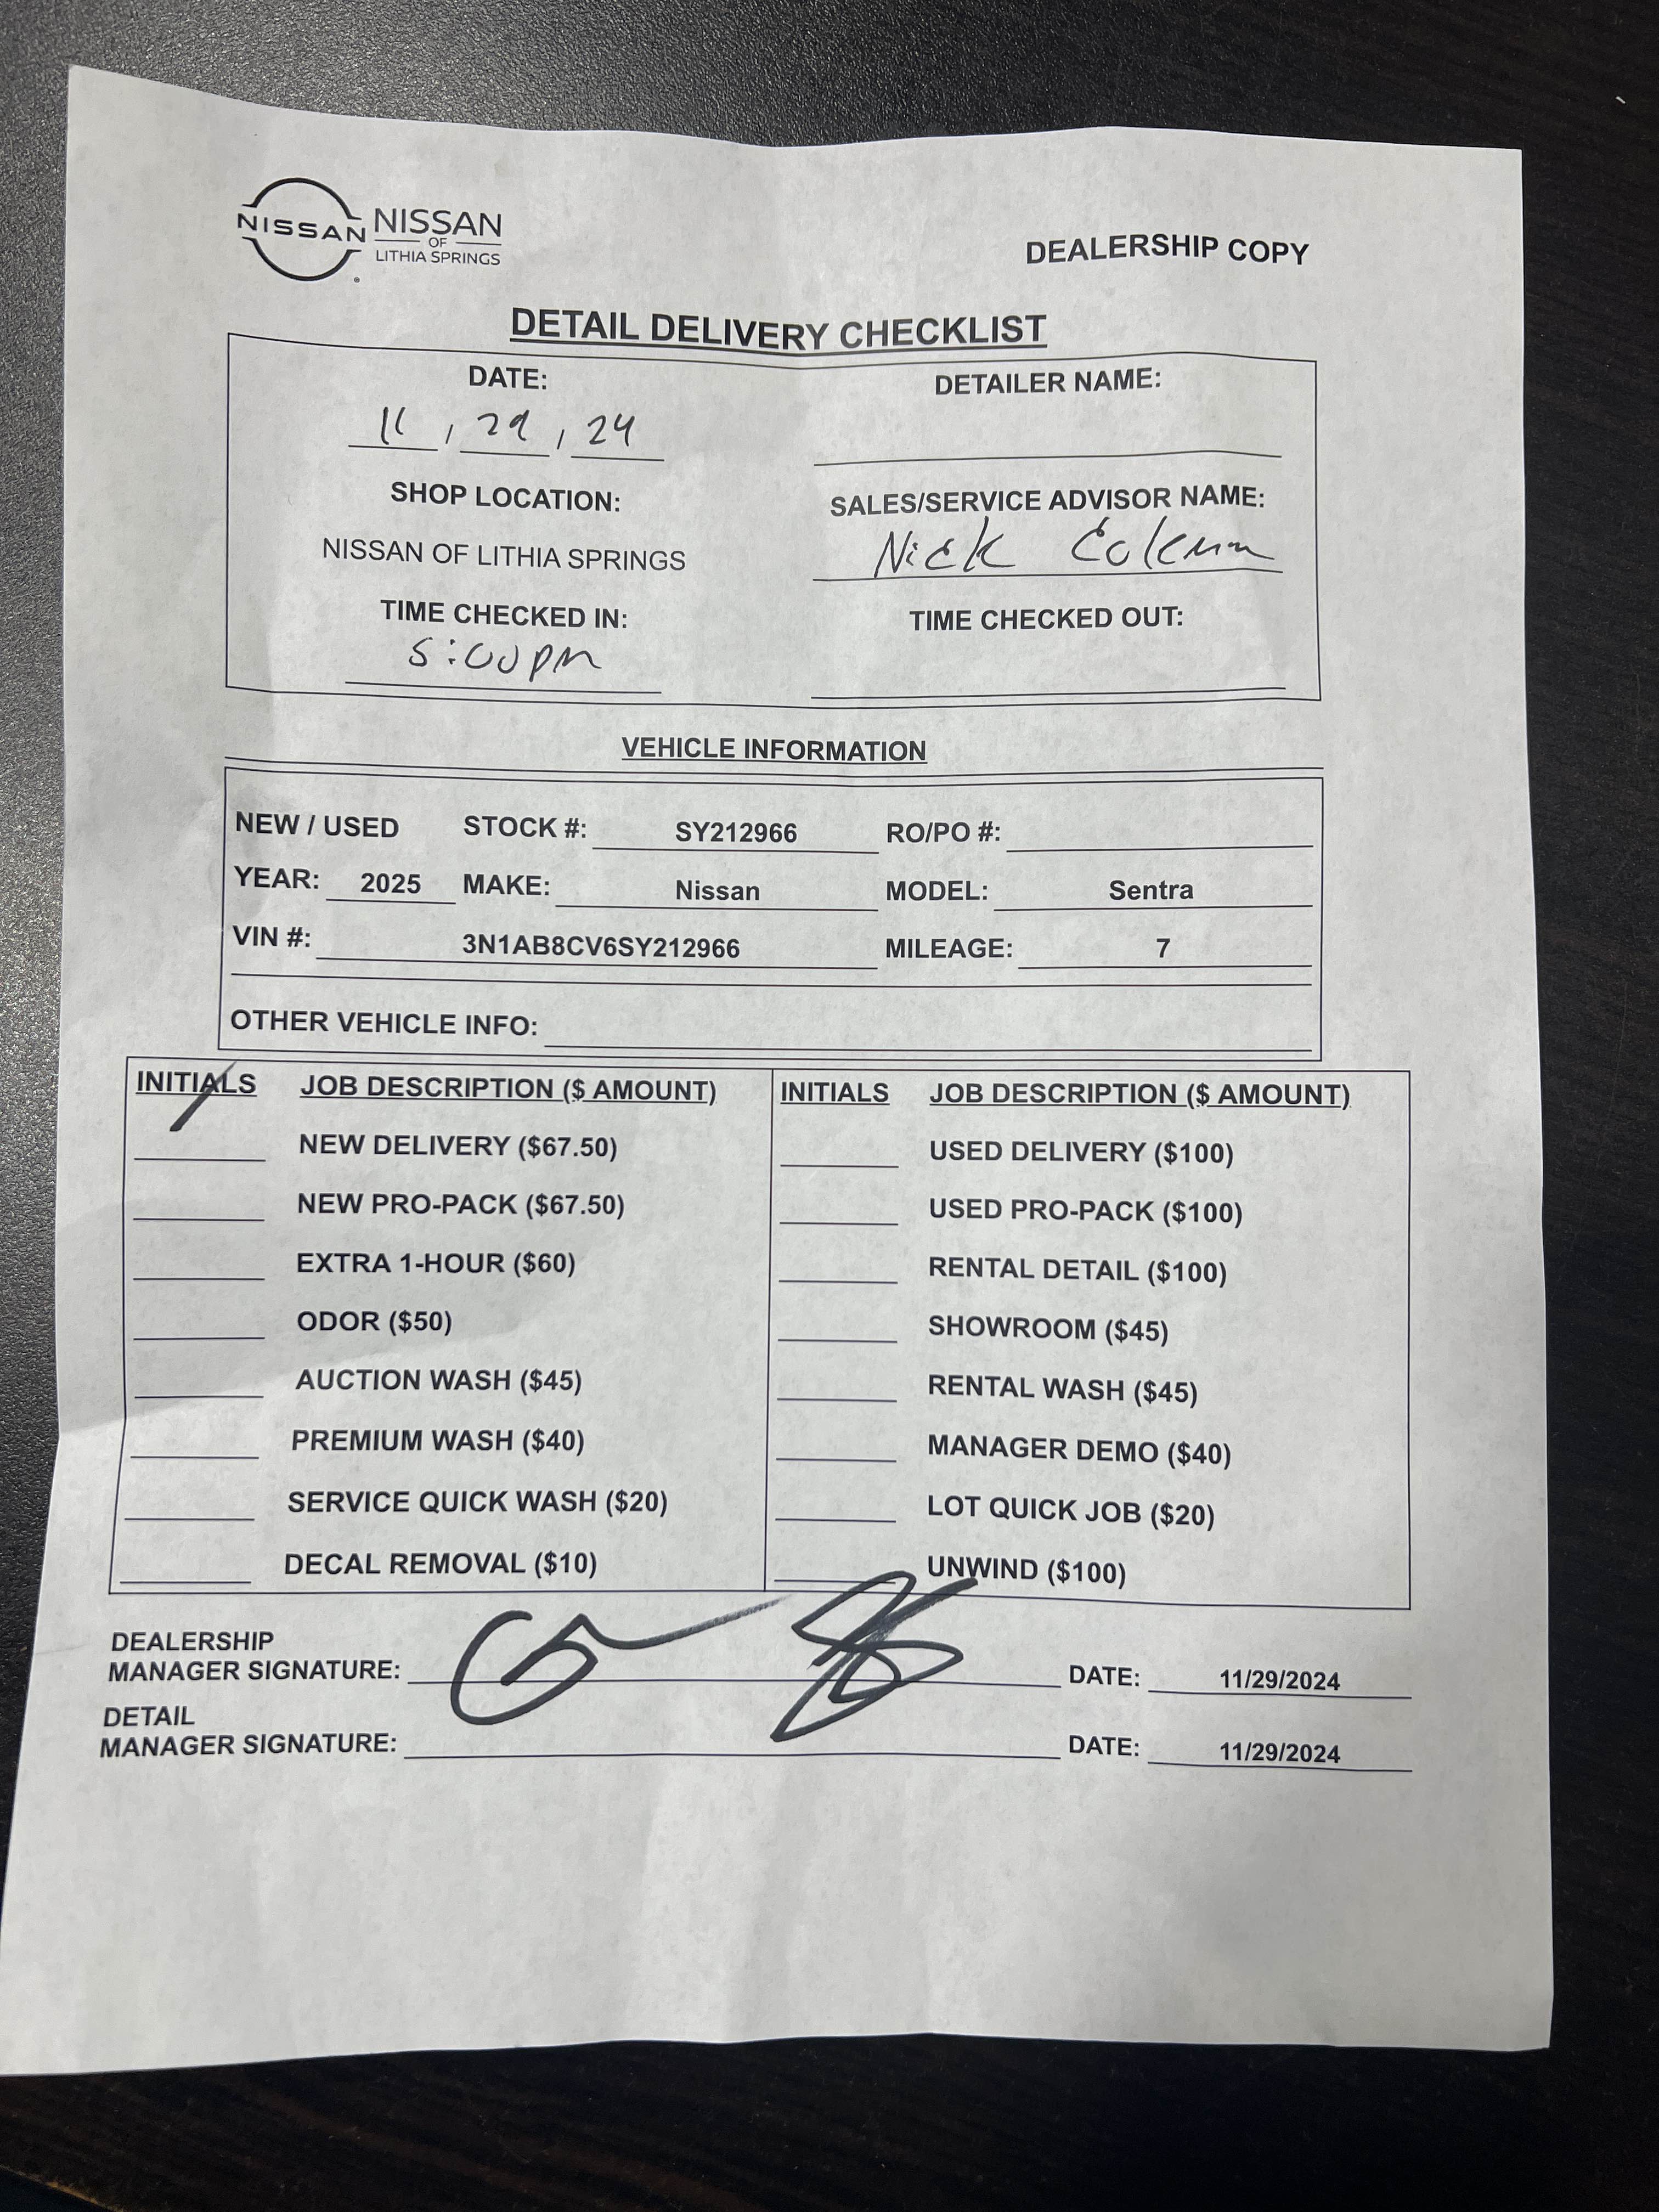 NISSAN
NISSAN
OF
LITHIA SPRINGS
DEALERSHIP COPY
DETAIL DELIVERY CHECKLIST
DATE:
11 / 29 / 24
DETAILER NAME:
SHOP LOCATION:
NISSAN OF LITHIA SPRINGS
SALES/SERVICE ADVISOR NAME:
Nick Coleman
TIME CHECKED IN:
5:00pm
TIME CHECKED OUT:
VEHICLE INFORMATION
NEW / USED STOCK #: SY212966 RO/PO #:
YEAR: 2025 MAKE: Nissan MODEL: Sentra
VIN #: 3N1AB8CV6SY212966 MILEAGE: 7
OTHER VEHICLE INFO:
INITIALS JOB DESCRIPTION ($ AMOUNT)
NEW DELIVERY ($67.50)
NEW PRO-PACK ($67.50)
EXTRA 1-HOUR ($60)
ODOR ($50)
AUCTION WASH ($45)
PREMIUM WASH ($40)
SERVICE QUICK WASH ($20)
DECAL REMOVAL ($10)
INITIALS JOB DESCRIPTION ($ AMOUNT)
USED DELIVERY ($100)
USED PRO-PACK ($100)
RENTAL DETAIL ($100)
SHOWROOM ($45)
RENTAL WASH ($45)
MANAGER DEMO ($40)
LOT QUICK JOB ($20)
UNWIND ($100)
DEALERSHIP
MANAGER SIGNATURE: DATE: 11/29/2024
DETAIL
MANAGER SIGNATURE: DATE: 11/29/2024